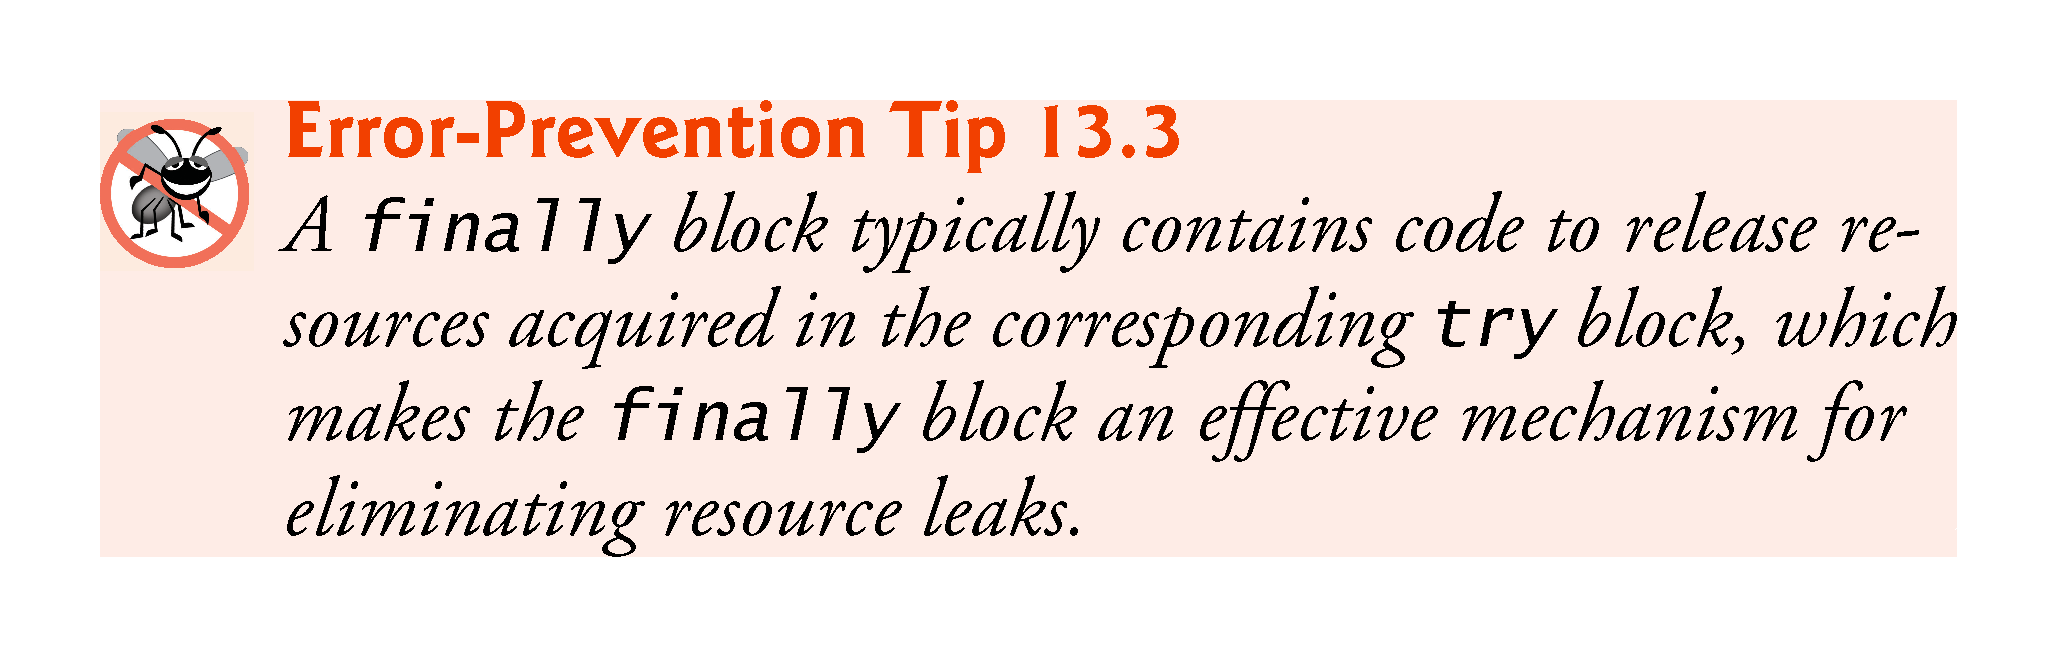 Error-Prevention Tip 13.3
A finally block typically contains code to release re-
sources acquired in the corresponding try block, which
makes the finally block an effective mechanism for
eliminating resource leaks.